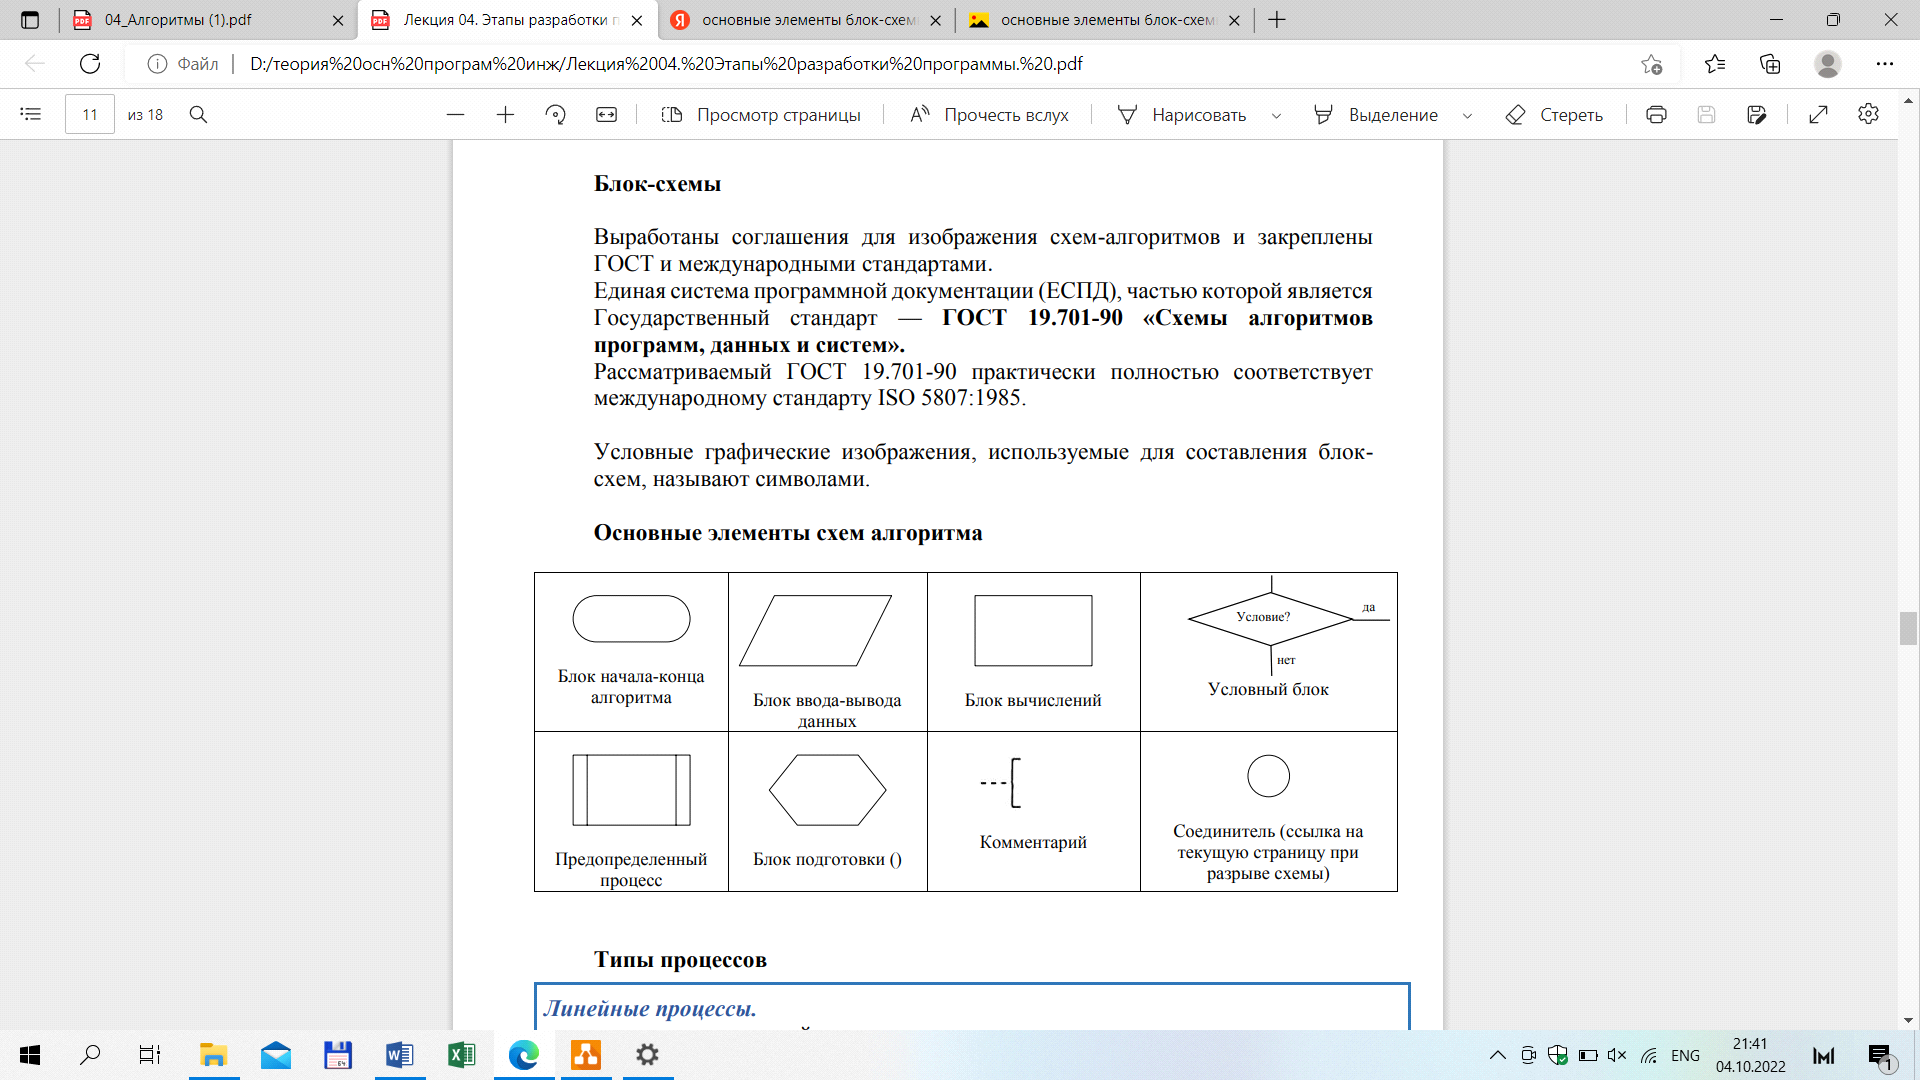 04_Алгоритмы (1).pdf
Лекция 04. Этапы разработки п
основные элементы блок-схем
основные элементы блок-схем
Файл
D:/теория%20осн%20програм%20инж/Лекция%2004.%20Этапы%20разработки%20программы.%20.pdf
11 из 18
Просмотр страницы
Прочесть вслух
Нарисовать
Выделение
Стереть
Блок-схемы
Выработаны соглашения для изображения схем-алгоритмов и закреплены
ГОСТ и международными стандартами.
Единая система программной документации (ЕСПД), частью которой является
Государственный стандарт — ГОСТ 19.701-90 «Схемы алгоритмов
программ, данных и систем».
Рассматриваемый ГОСТ 19.701-90 практически полностью соответствует
международному стандарту ISO 5807:1985.
Условные графические изображения, используемые для составления блок-
схем, называют символами.
Основные элементы схем алгоритма
Блок начала-конца
алгоритма
Блок ввода-вывода
данных
Блок вычислений
Условие?
да
нет
Условный блок
Предопределенный
процесс
Блок подготовки ()
Комментарий
Соединитель (ссылка на
текущую страницу при
разрыве схемы)
Типы процессов
Линейные процессы.
64
ENG
21:41
04.10.2022
1